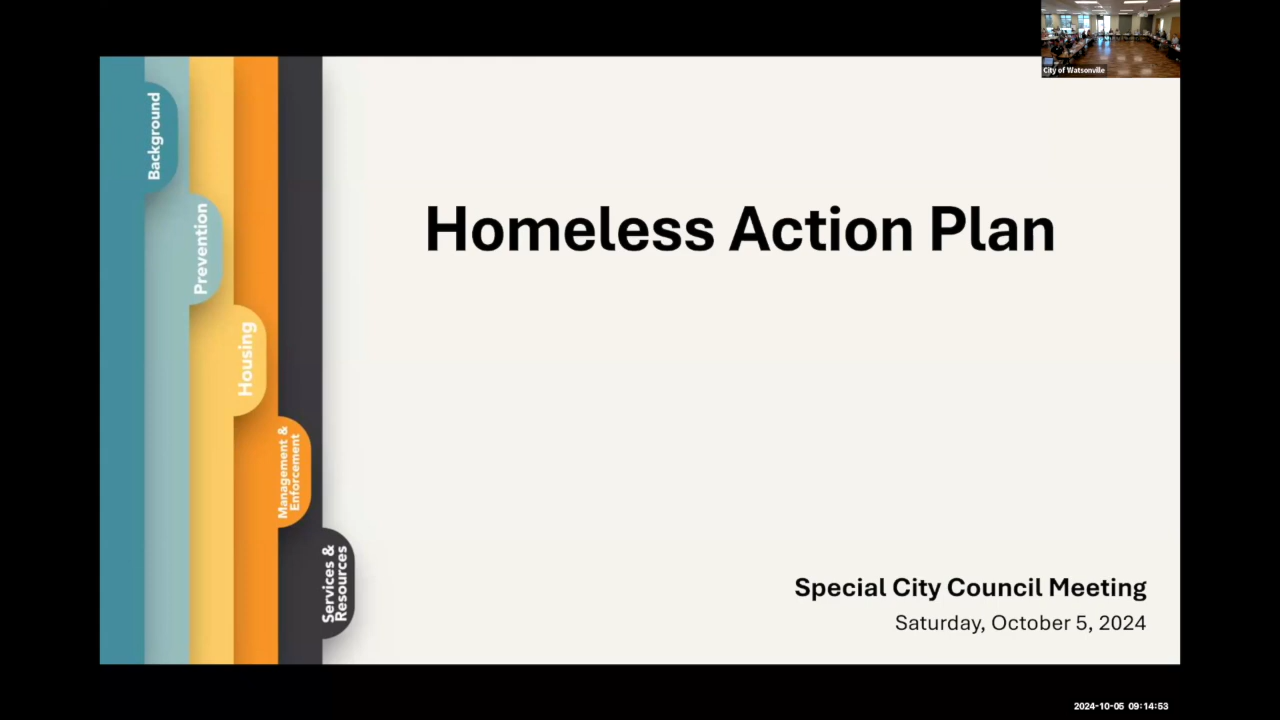 City of Watsonville
Background
Prevention
Housing
Management &
Enforcement
Services &
Resources
Homeless Action Plan
Special City Council Meeting
Saturday, October 5, 2024
2024-10-05 09:14:53